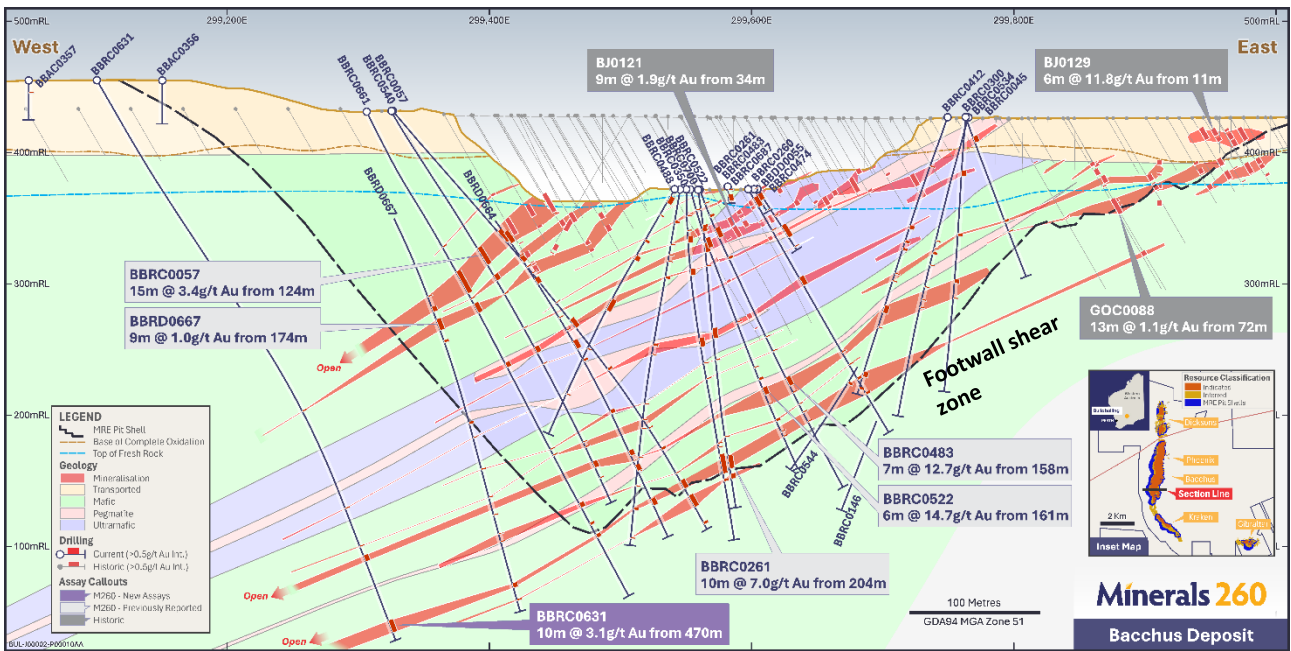 500mRL
299,200E
299,400E
299,600E
299,800E
500mRL
West
East
BBAC0357
BBRC0631
BBAC0356
BBRC0661
BBRC0540
BBRC0057
BJ0121
9m @ 1.9g/t Au from 34m
BJ0129
6m @ 11.8g/t Au from 11m
BBRC0412
BBRC0300
BBRC0534
BBRC0045
BBRC0261
BBRC0483
BBRC0687
BBRC0260
BBRC0055
BBRC0474
400mRL
400mRL
BBRD0667
BBRD0664
BBRC0057
15m @ 3.4g/t Au from 124m
300mRL
300mRL
BBRD0667
9m @ 1.0g/t Au from 174m
GOC0088
13m @ 1.1g/t Au from 72m
Open
Footwall shear
zone
200mRL
LEGEND
MRE Pit Shell
Base of Complete Oxidation
Top of Fresh Rock
Geology
Mineralisation
Transported
Mafic
Pegmatite
Ultramafic
Drilling
Current (>0.5g/t Au Int.)
Historic (>0.5g/t Au Int.)
Assay Callouts
M260 - New Assays
M260 - Previously Reported
Historic
BBRC0544
BBRC0146
BBRC0483
7m @ 12.7g/t Au from 158m
BBRC0522
6m @ 14.7g/t Au from 161m
BBRC0261
10m @ 7.0g/t Au from 204m
100mRL
Open
Open
BBRC0631
10m @ 3.1g/t Au from 470m
100 Metres
GDA94 MGA Zone 51
Resource Classification
Indicated
Inferred
MRE Pit Shells
Dicksons
Phoenix
Bacchus
Section Line
Kraken
Gibraltar
2 Km
Inset Map
Minerals 260
Bacchus Deposit